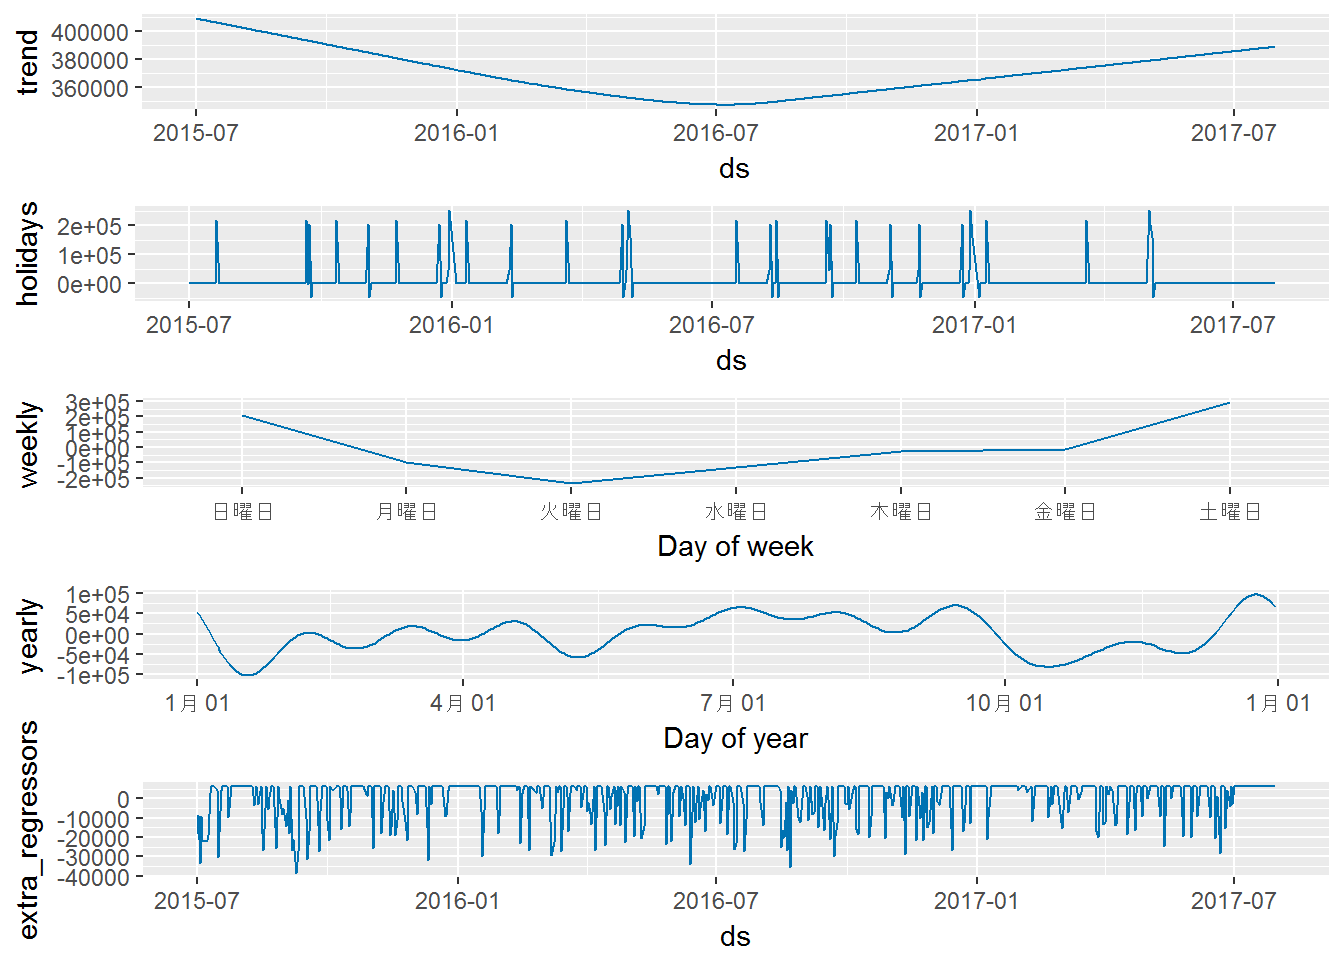 trend
400000
380000
360000
2015-07 2016-01 2016-07 2017-01 2017-07
ds
holidays
2e+05
1e+05
0e+00
2015-07 2016-01 2016-07 2017-01 2017-07
ds
weekly
3e+05
2e+05
1e+05
0e+00
-1e+05
-2e+05
日曜日 月曜日 火曜日 水曜日 木曜日 金曜日 土曜日
Day of week
yearly
1e+05
5e+04
0e+00
-5e+04
-1e+05
1月 01 4月 01 7月 01 10月 01 1月 01
Day of year
extra_regressors
0
-10000
-20000
-30000
-40000
2015-07 2016-01 2016-07 2017-01 2017-07
ds